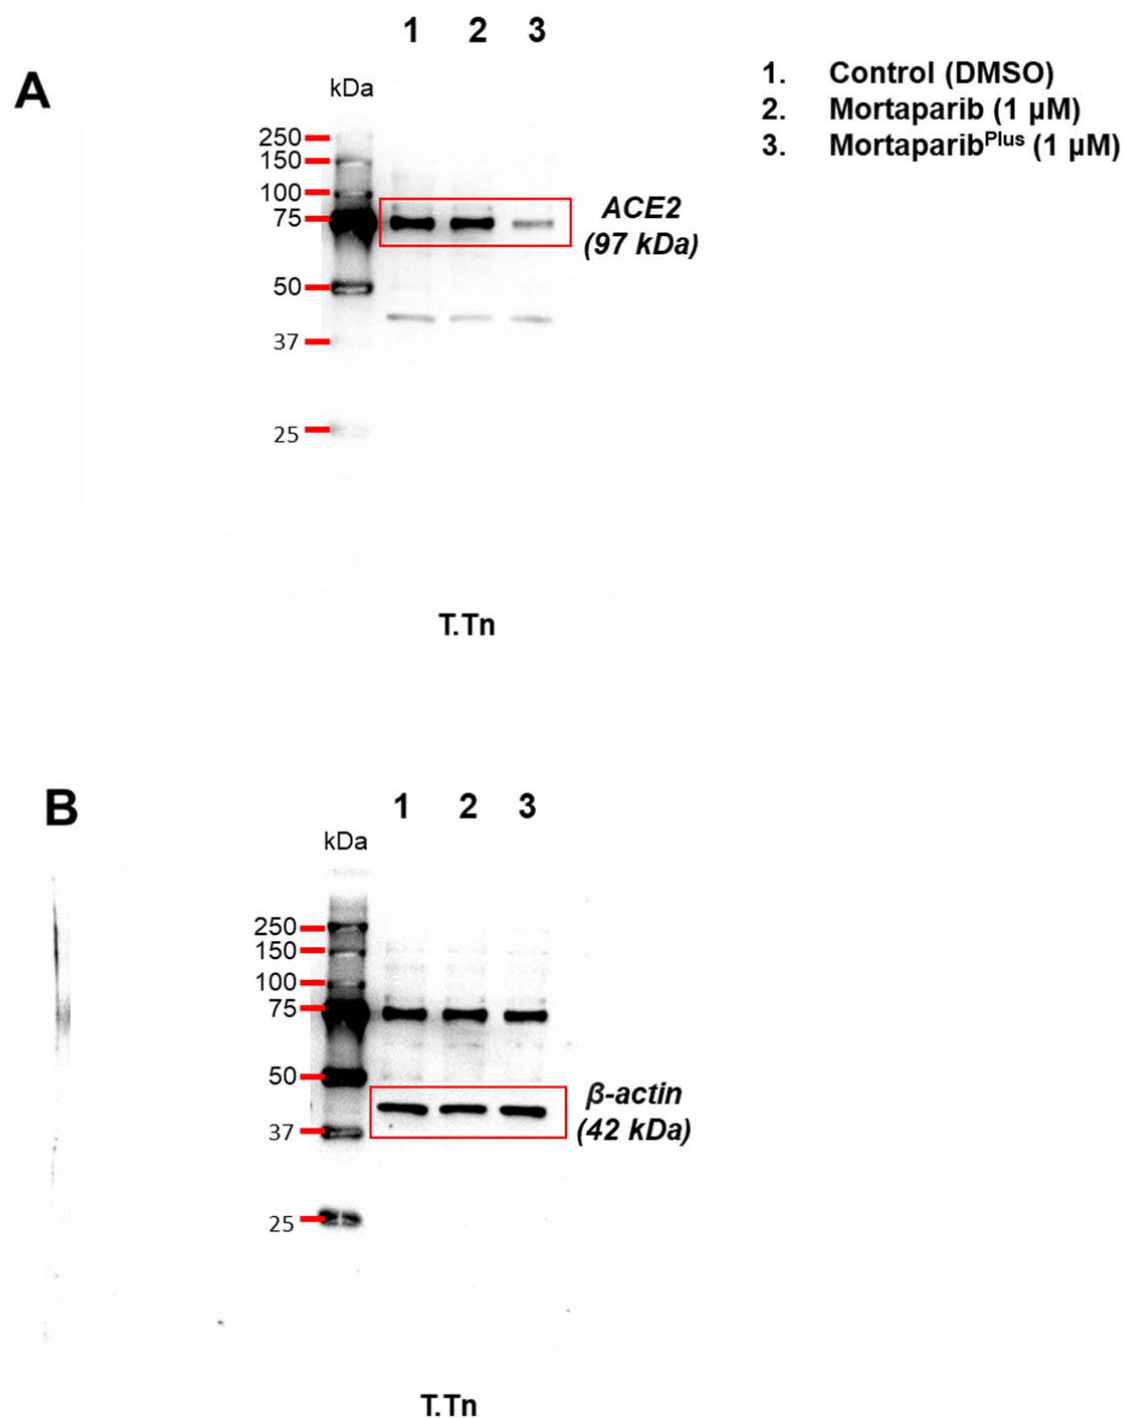 1 2 3
A
kDa
1. Control (DMSO)
2. Mortaparib (1 µM)
3. MortaparibPlus (1 µM)
250
150
100
75
50
37
25
ACE2
(97 kDa)
T.Tn
B
1 2 3
kDa
250
150
100
75
50
37
25
β-actin
(42 kDa)
T.Tn